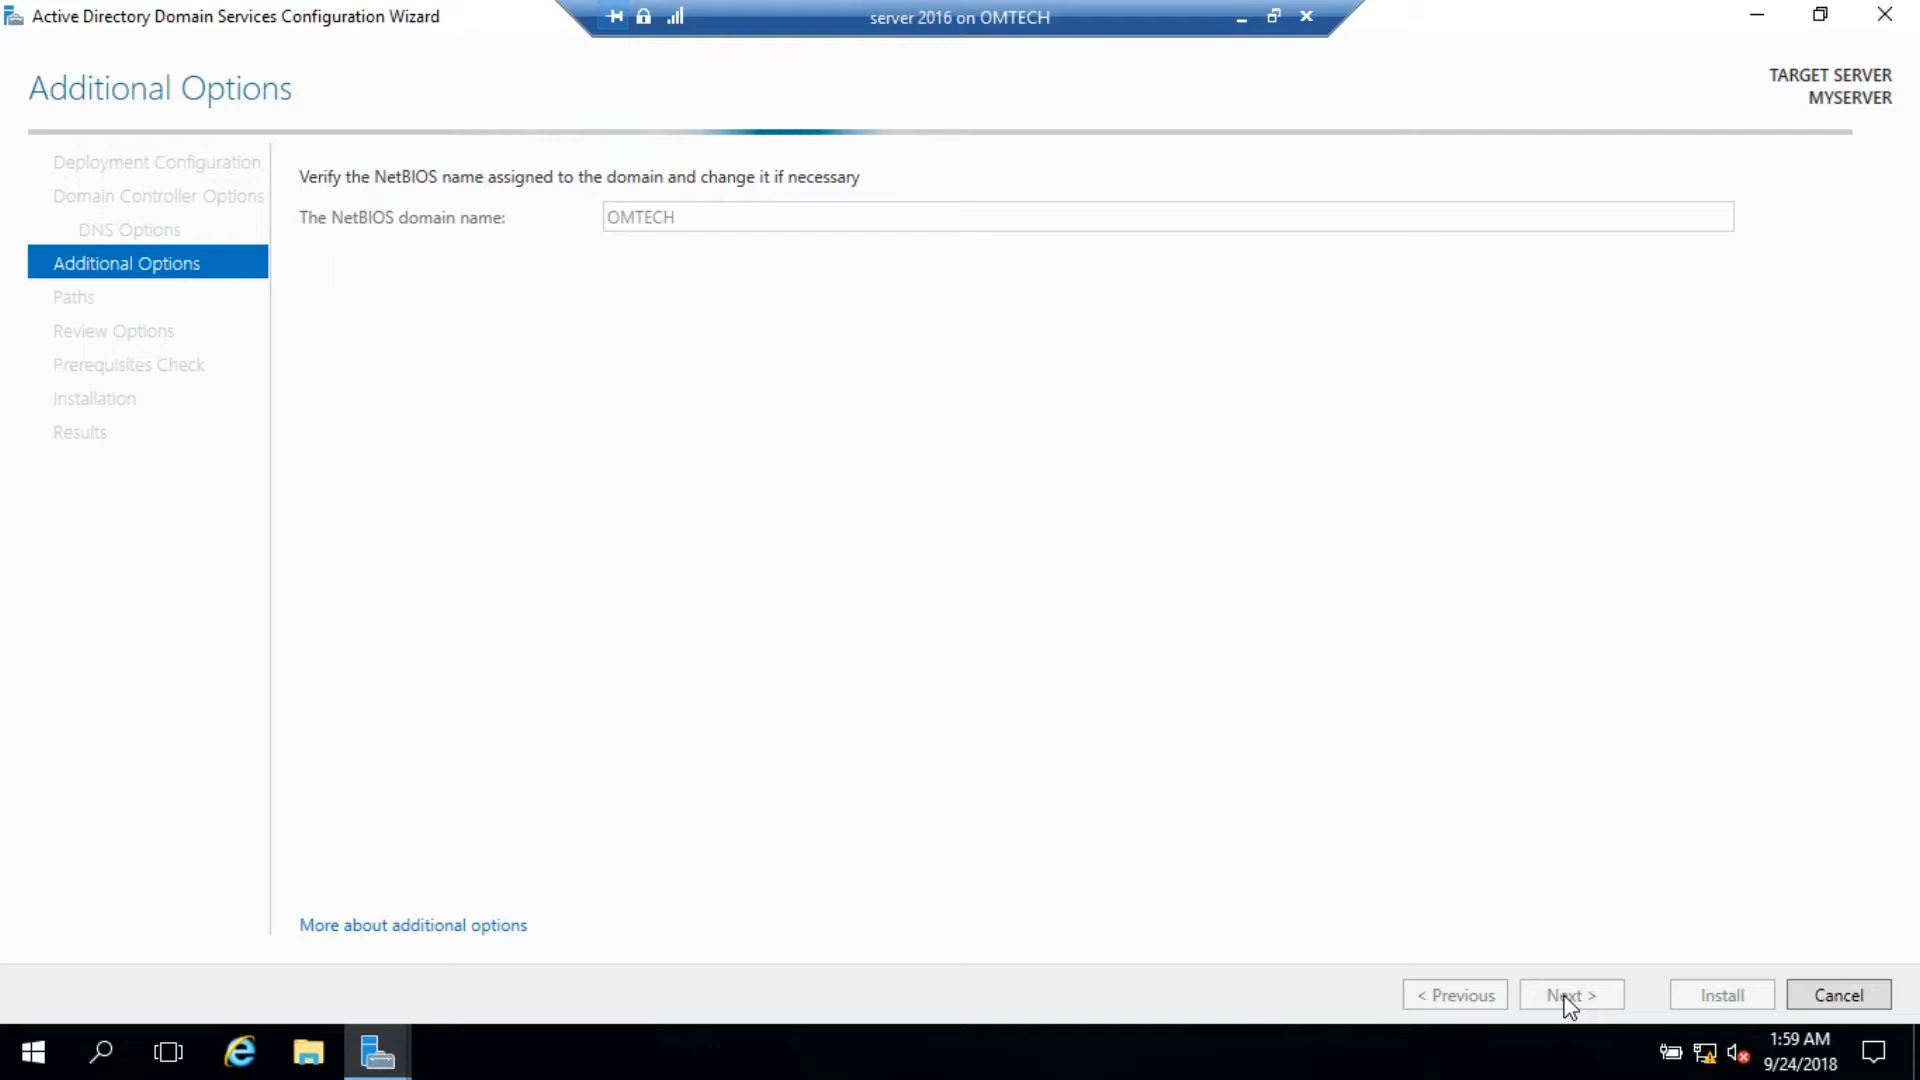 Active Directory Domain Services Configuration Wizard
server 2016 on OMTECH
Additional Options
TARGET SERVER
MYSERVER
Deployment Configuration
Domain Controller Options
DNS Options
Additional Options
Paths
Review Options
Prerequisites Check
Installation
Results
Verify the NetBIOS name assigned to the domain and change it if necessary
The NetBIOS domain name:
OMTECH
More about additional options
< Previous
Next >
Install
Cancel
1:59 AM
9/24/2018